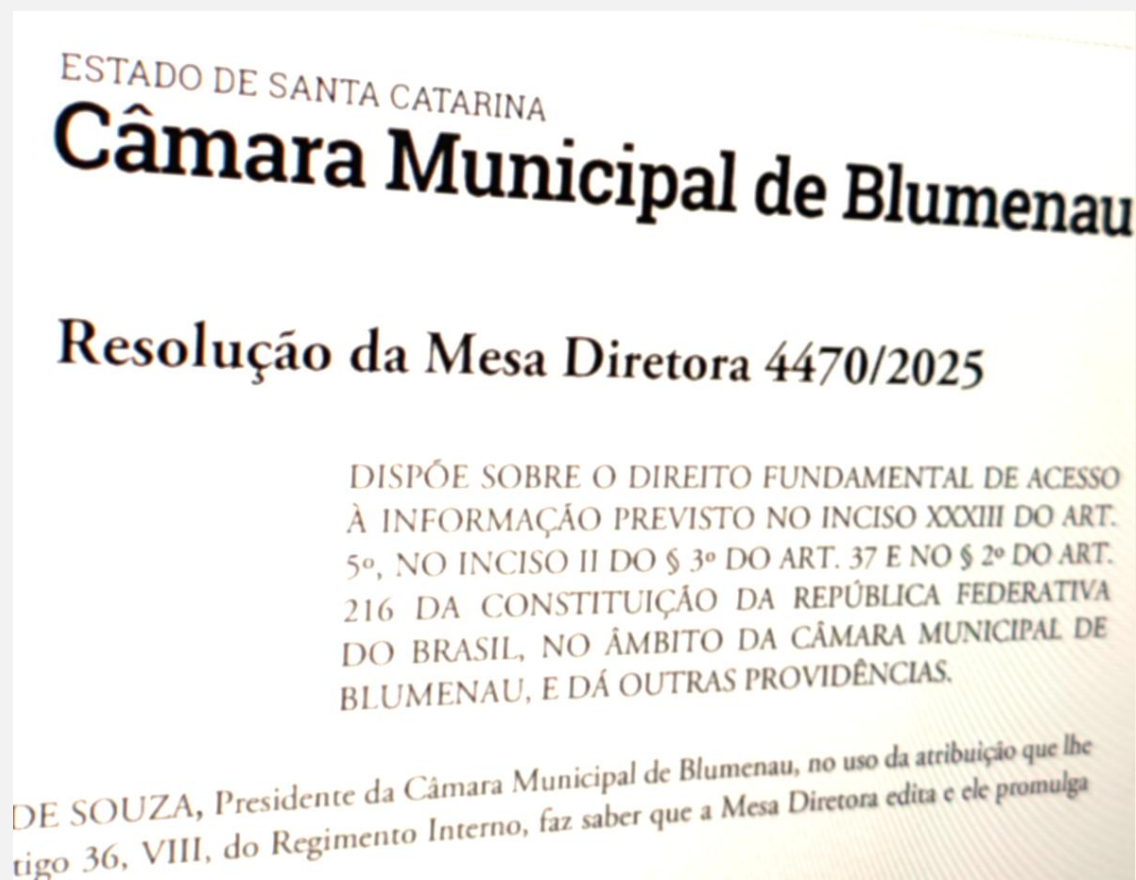 ESTADO DE SANTA CATARINA
Câmara Municipal de Blumenau
Resolução da Mesa Diretora 4470/2025
DISPÕE SOBRE O DIREITO FUNDAMENTAL DE ACESSO
À INFORMAÇÃO PREVISTO NO INCISO XXXIII DO ART.
5º, NO INCISO II DO § 3º DO ART. 37 E NO § 2º DO ART.
216 DA CONSTITUIÇÃO DA REPÚBLICA FEDERATIVA
DO BRASIL, NO ÂMBITO DA CÂMARA MUNICIPAL DE
BLUMENAU, E DÁ OUTRAS PROVIDÊNCIAS.
DE SOUZA, Presidente da Câmara Municipal de Blumenau, no uso da atribuição que lhe
tigo 36, VIII, do Regimento Interno, faz saber que a Mesa Diretora edita e ele promulga